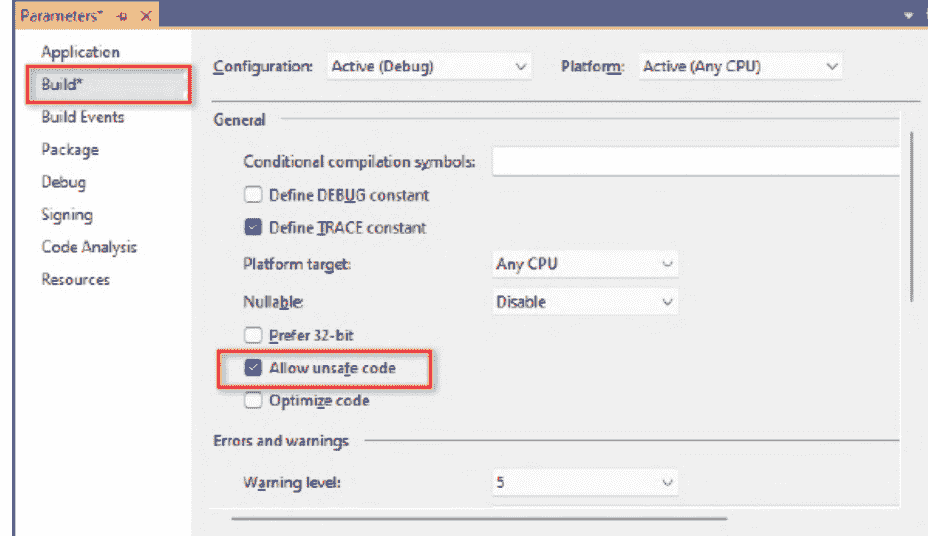 Parameters*
Application
Build*
Build Events
Package
Debug
Signing
Code Analysis
Resources
Configuration: Active (Debug) Platform: Active (Any CPU)
General
Conditional compilation symbols:
Define DEBUG constant
Define TRACE constant
Platform target: Any CPU
Nullable: Disable
Prefer 32-bit
Allow unsafe code
Optimize code
Errors and warnings
Warning level: 5